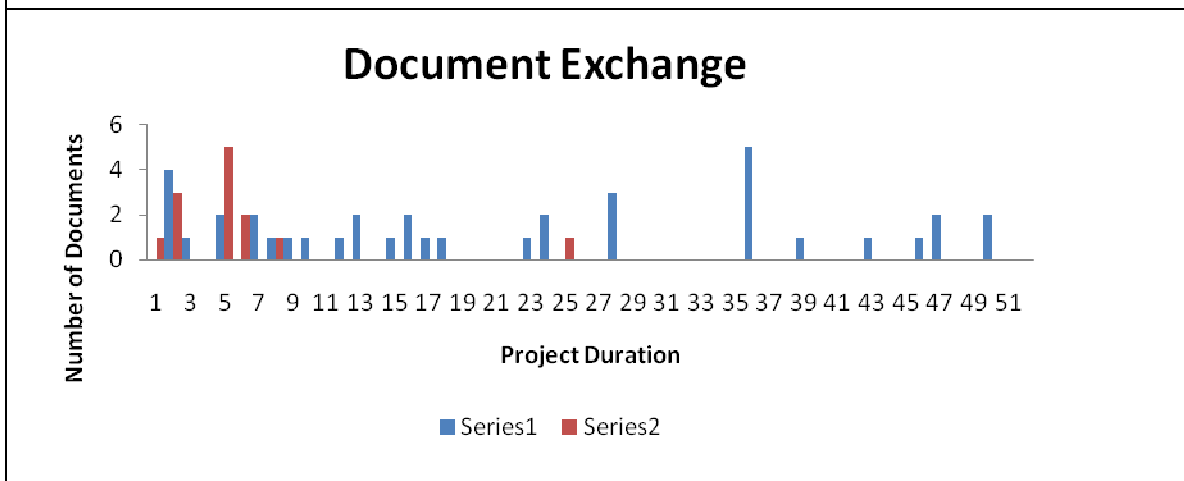 Document Exchange
Number of Documents
6
4
2
0
1 3 5 7 9 11 13 15 17 19 21 23 25 27 29 31 33 35 37 39 41 43 45 47 49 51
Project Duration
Series1 Series2